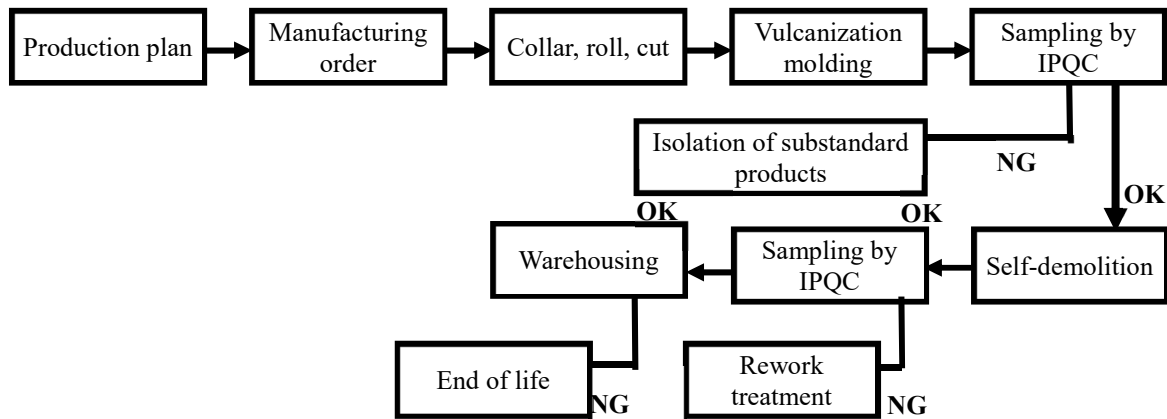 Production plan
Manufacturing
order
Collar, roll, cut
Vulcanization
molding
Sampling by
IPQC
Isolation of substandard
products
NG
OK
OK
OK
Warehousing
Sampling by
IPQC
Self-demolition
End of life
NG
Rework
treatment
NG